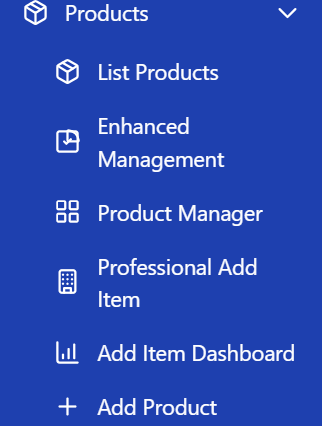 Products
List Products
Enhanced
Management
Product Manager
Professional Add
Item
Add Item Dashboard
Add Product